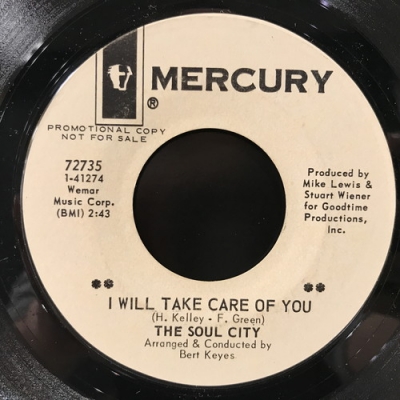 MERCURY
®
PROMOTIONAL COPY
NOT FOR SALE
72735
1-41274
Wemar
Music Corp.
(BMI) 2:43
Produced by
Mike Lewis &
Stuart Wiener
for Goodtime
Productions,
Inc.
** **
I WILL TAKE CARE OF YOU
(H. Kelley - F. Green)
THE SOUL CITY
Arranged & Conducted by
Bert Keyes